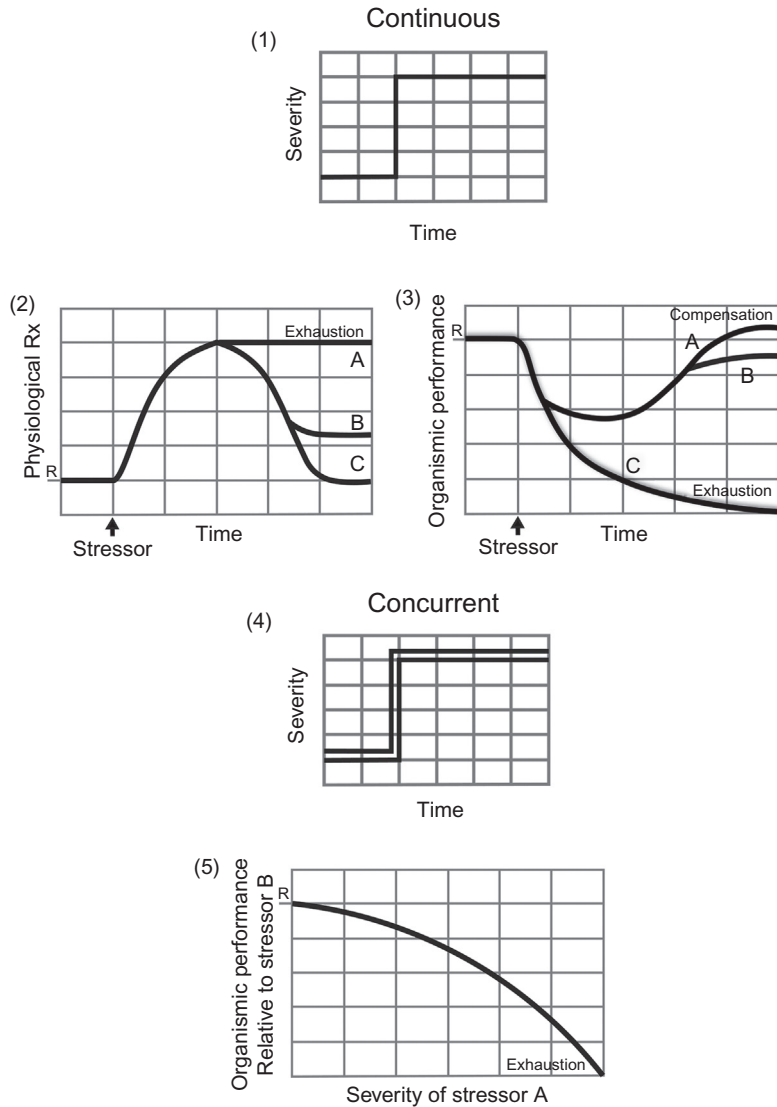 Continuous
(1)
Severity
Time
(2)
Physiological Rx
R
Exhaustion
A
B
C
Stressor
Time
(3)
Organismic performance
R
Compensation
A
B
C
Exhaustion
Stressor
Time
Concurrent
(4)
Severity
Time
(5)
Organismic performance
Relative to stressor B
R
Exhaustion
Severity of stressor A